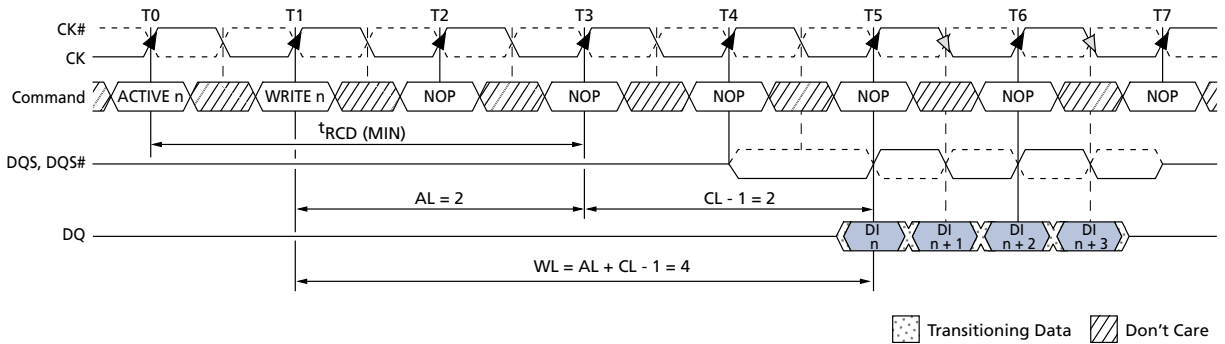 T0 T1 T2 T3 T4 T5 T6 T7
CK#
CK
Command ACTIVE n WRITE n NOP NOP NOP NOP NOP NOP
tRCD (MIN)
DQS, DQS#
AL = 2 CL - 1 = 2
DQ DI n DI n + 1 DI n + 2 DI n + 3
WL = AL + CL - 1 = 4
Transitioning Data Don't Care